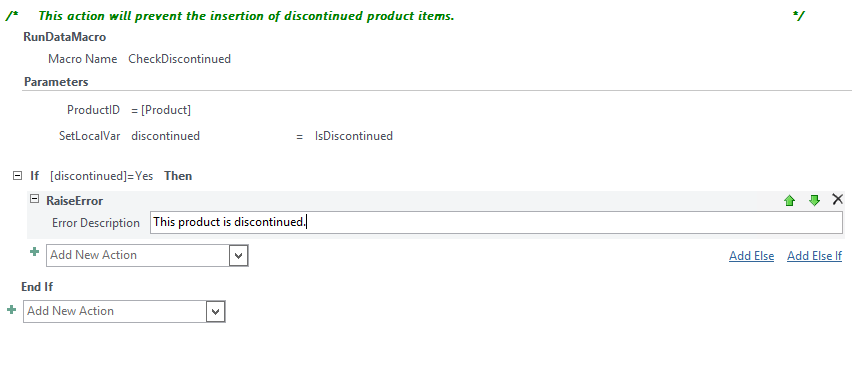 /* This action will prevent the insertion of discontinued product items. */
RunDataMacro
Macro Name CheckDiscontinued
Parameters
ProductID = [Product]
SetLocalVar discontinued = IsDiscontinued
If [discontinued]=Yes Then
RaiseError
Error Description This product is discontinued.
Add New Action Add Else Add Else If
End If
Add New Action